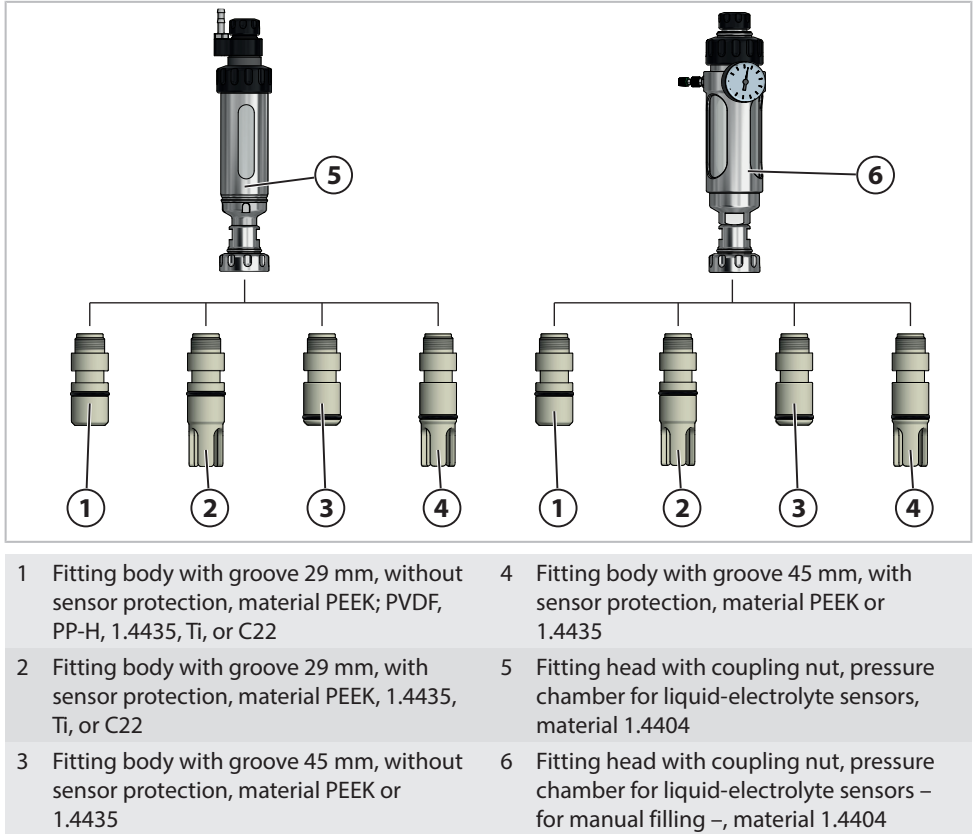 5
6
1
2
3
4
1
2
3
4
1 Fitting body with groove 29 mm, without
sensor protection, material PEEK; PVDF,
PP-H, 1.4435, Ti, or C22
2 Fitting body with groove 29 mm, with
sensor protection, material PEEK, 1.4435,
Ti, or C22
3 Fitting body with groove 45 mm, without
sensor protection, material PEEK or
1.4435
4 Fitting body with groove 45 mm, with
sensor protection, material PEEK or
1.4435
5 Fitting head with coupling nut, pressure
chamber for liquid-electrolyte sensors,
material 1.4404
6 Fitting head with coupling nut, pressure
chamber for liquid-electrolyte sensors –
for manual filling –, material 1.4404